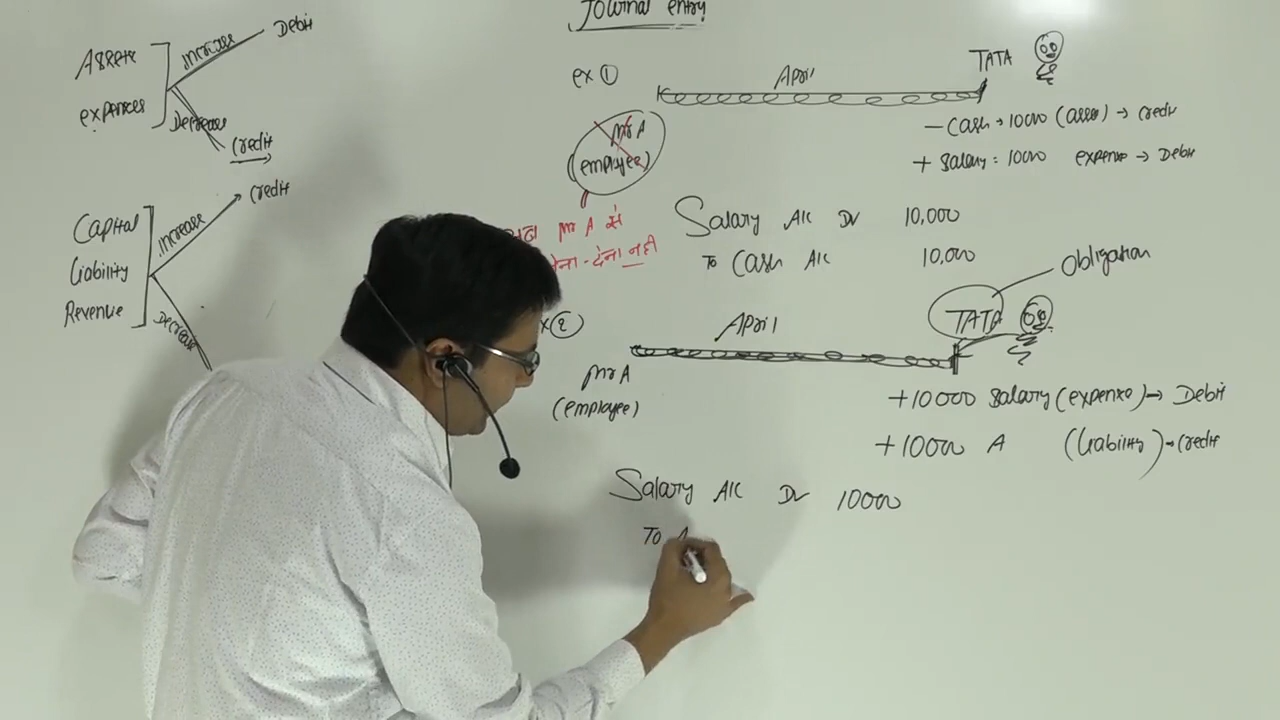 Journal entry
Assets
expenses
increase
Debit
Decrease
Credit
Capital
Liability
Revenue
increase
Credit
Decrease
ex ①
April
TATA
Mr A
(employee)
- Cash → 10000 (asset) → credit
+ Salary = 10000 expense → Debit
Mr A से
देना नही
Salary A/c Dr 10,000
To Cash A/c 10,000
Obligation
x ②
April
TATA
Mr A
(employee)
+10000 Salary (expense) → Debit
+10000 A (Liability) → credit
Salary A/c Dr 10000
To A